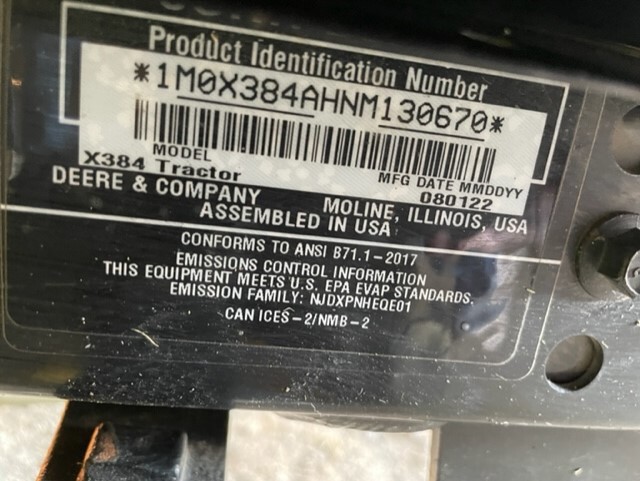 Product Identification Number
*1M0X384AHNM130670*
MODEL
X384 Tractor
MFG DATE MMDDYY
080122
DEERE & COMPANY MOLINE, ILLINOIS, USA
ASSEMBLED IN USA
CONFORMS TO ANSI B71.1-2017
EMISSIONS CONTROL INFORMATION
THIS EQUIPMENT MEETS U.S. EPA EVAP STANDARDS.
EMISSION FAMILY: NJDXPNHEQE01
CAN ICES-2/NMB-2